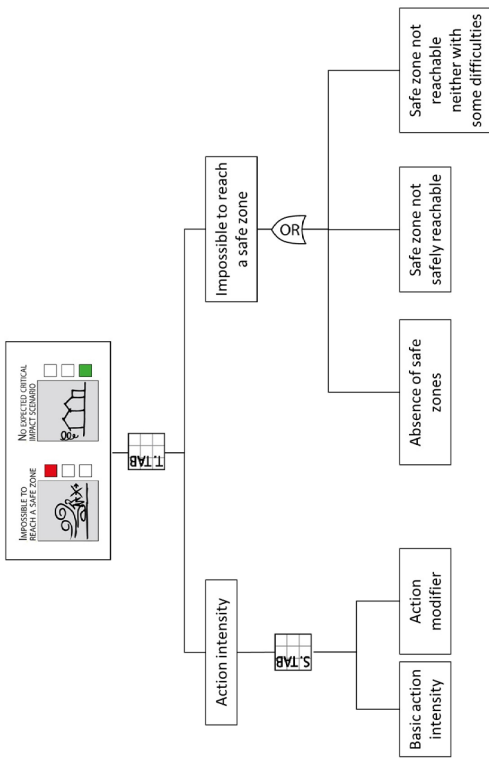 IMPOSSIBLE TO
REACH A SAFE ZONE
NO EXPECTED CRITICAL
IMPACT SCENARIO
T. TAB
Action intensity
Impossible to reach
a safe zone
S. TAB
OR
Basic action
intensity
Action
modifier
Absence of safe
zones
Safe zone not
safely reachable
Safe zone not
reachable
neither with
some difficulties